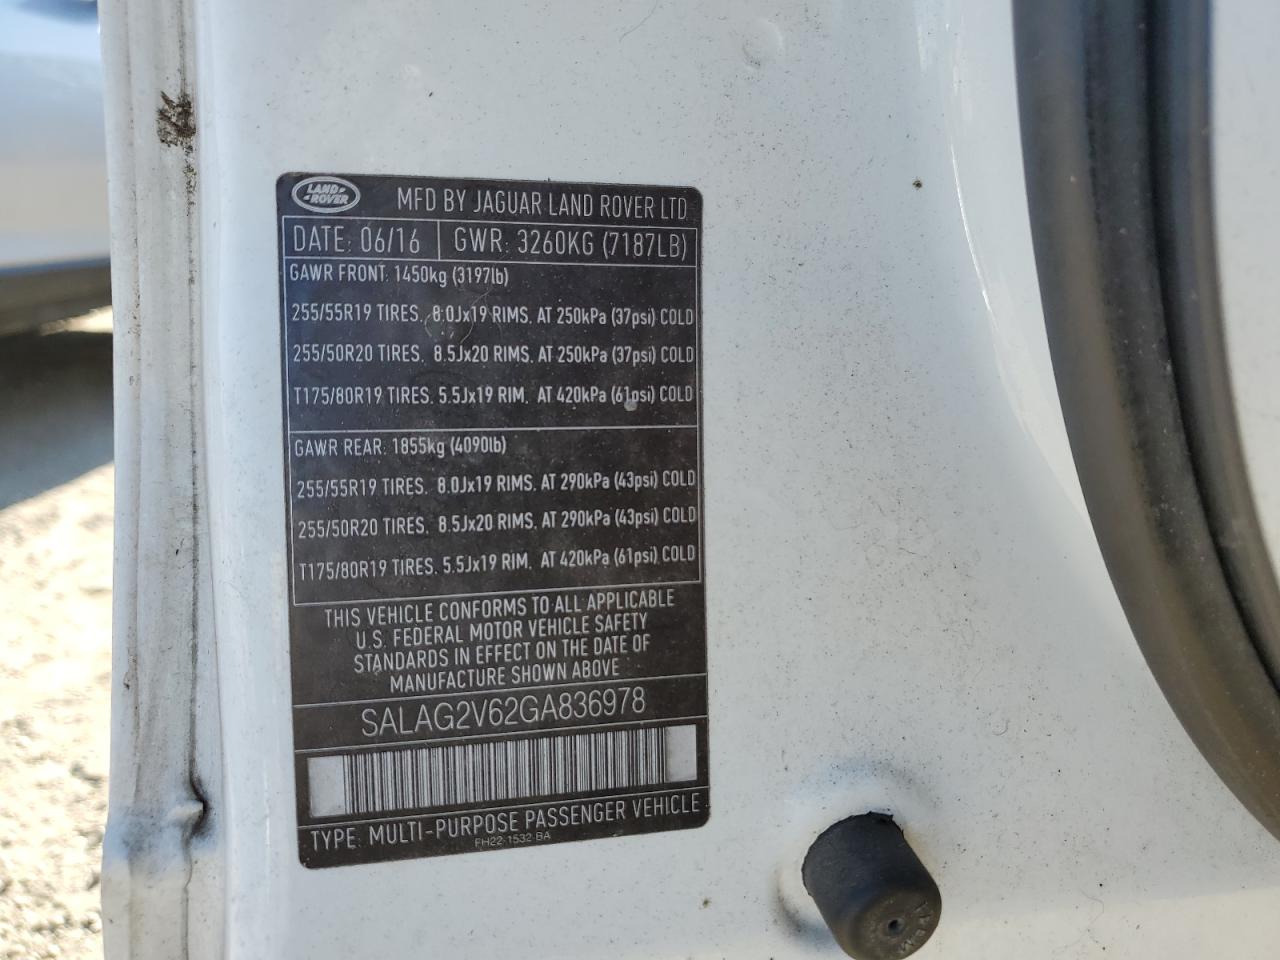 LAND ROVER MFD BY JAGUAR LAND ROVER LTD
DATE: 06/16 GWR: 3260KG (7187LB)
GAWR FRONT: 1450kg (3197lb)
255/55R19 TIRES. 8.0Jx19 RIMS. AT 250kPa (37psi) COLD
255/50R20 TIRES. 8.5Jx20 RIMS. AT 250kPa (37psi) COLD
T175/80R19 TIRES. 5.5Jx19 RIM. AT 420kPa (61psi) COLD
GAWR REAR: 1855kg (4090lb)
255/55R19 TIRES. 8.0Jx19 RIMS. AT 290kPa (43psi) COLD
255/50R20 TIRES. 8.5Jx20 RIMS. AT 290kPa (43psi) COLD
T175/80R19 TIRES. 5.5Jx19 RIM. AT 420kPa (61psi) COLD
THIS VEHICLE CONFORMS TO ALL APPLICABLE
U.S. FEDERAL MOTOR VEHICLE SAFETY
STANDARDS IN EFFECT ON THE DATE OF
MANUFACTURE SHOWN ABOVE
SALAG2V62GA836978
TYPE: MULTI-PURPOSE PASSENGER VEHICLE
FH22-1532-BA